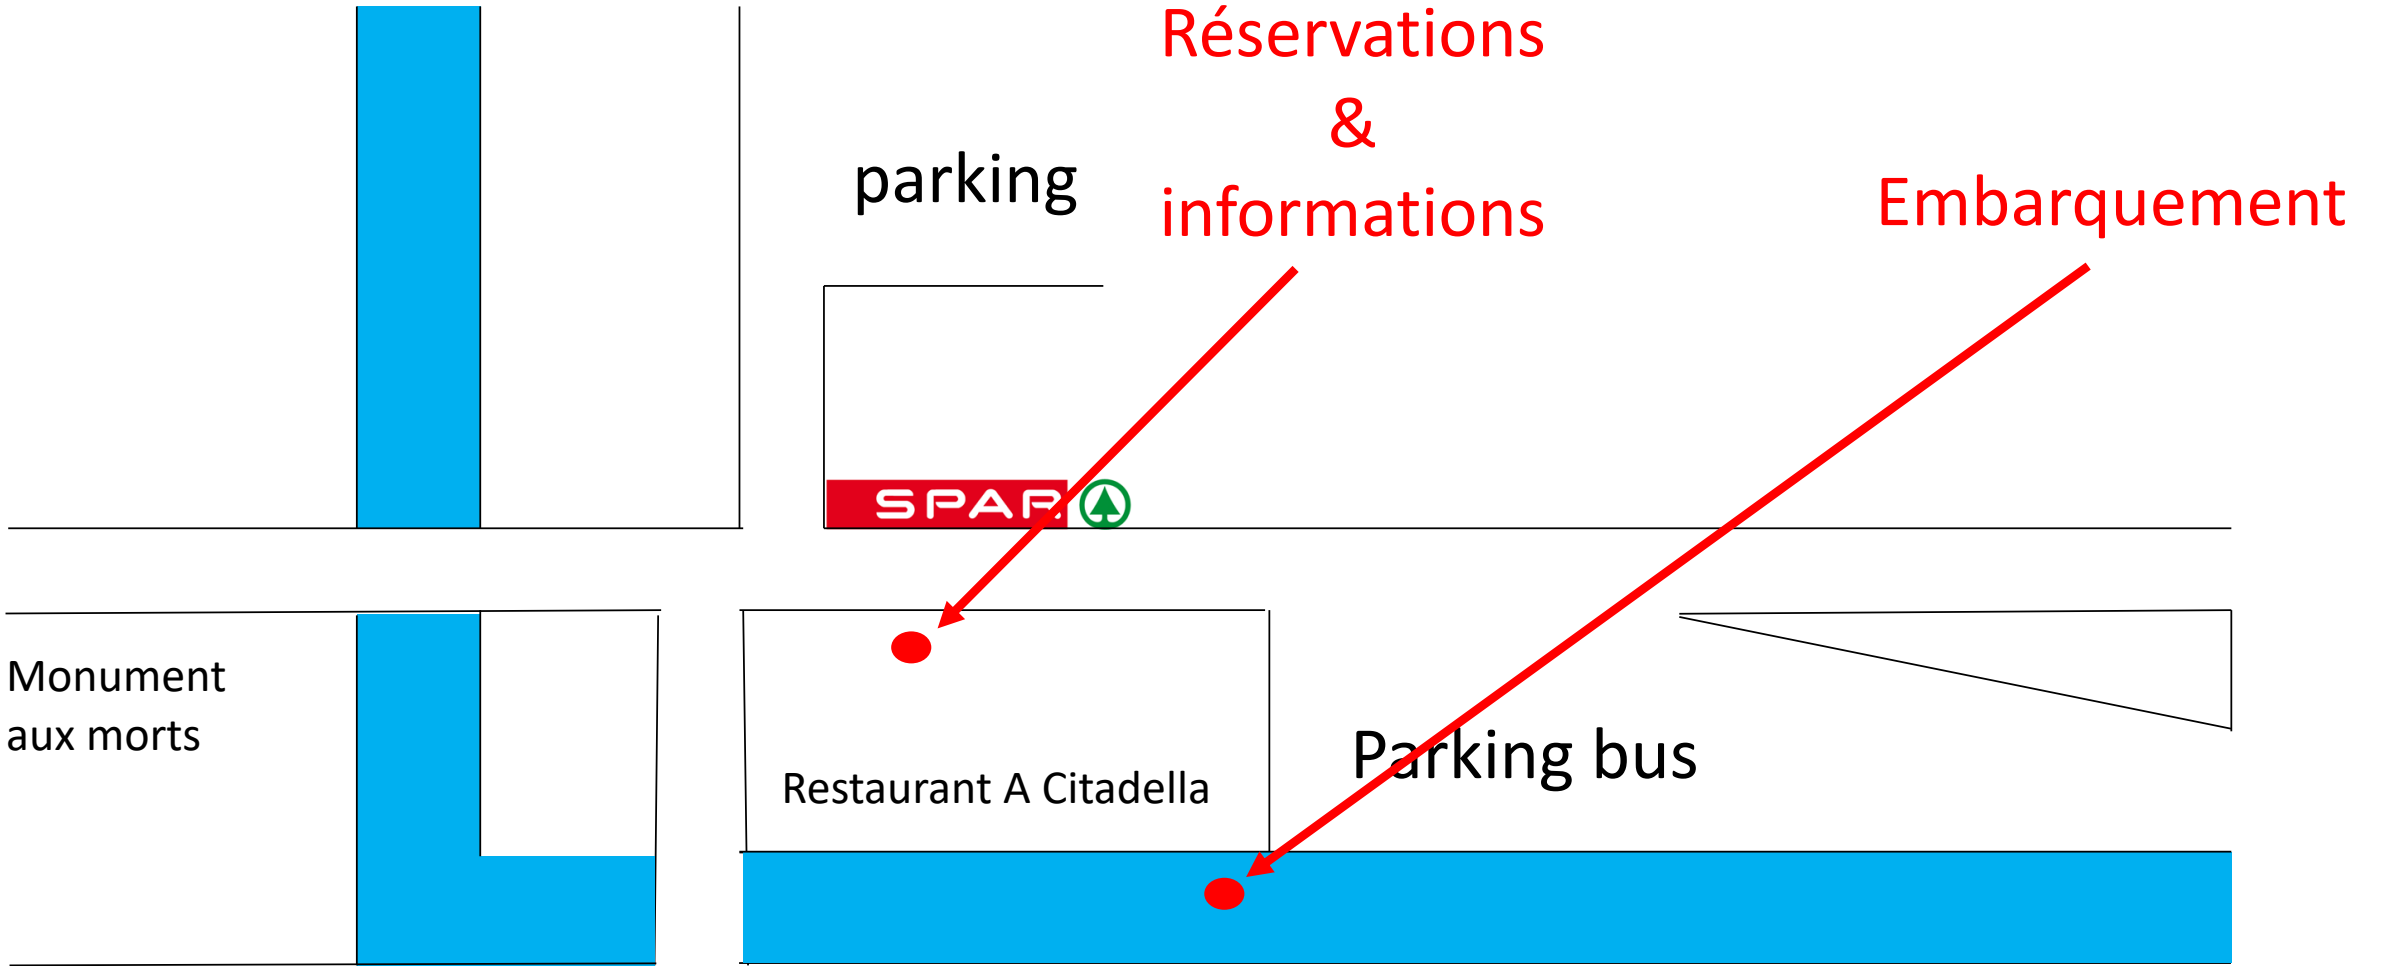 Réservations
&
informations
parking
Embarquement
SPAR
Monument
aux morts
Restaurant A Citadella
Parking bus